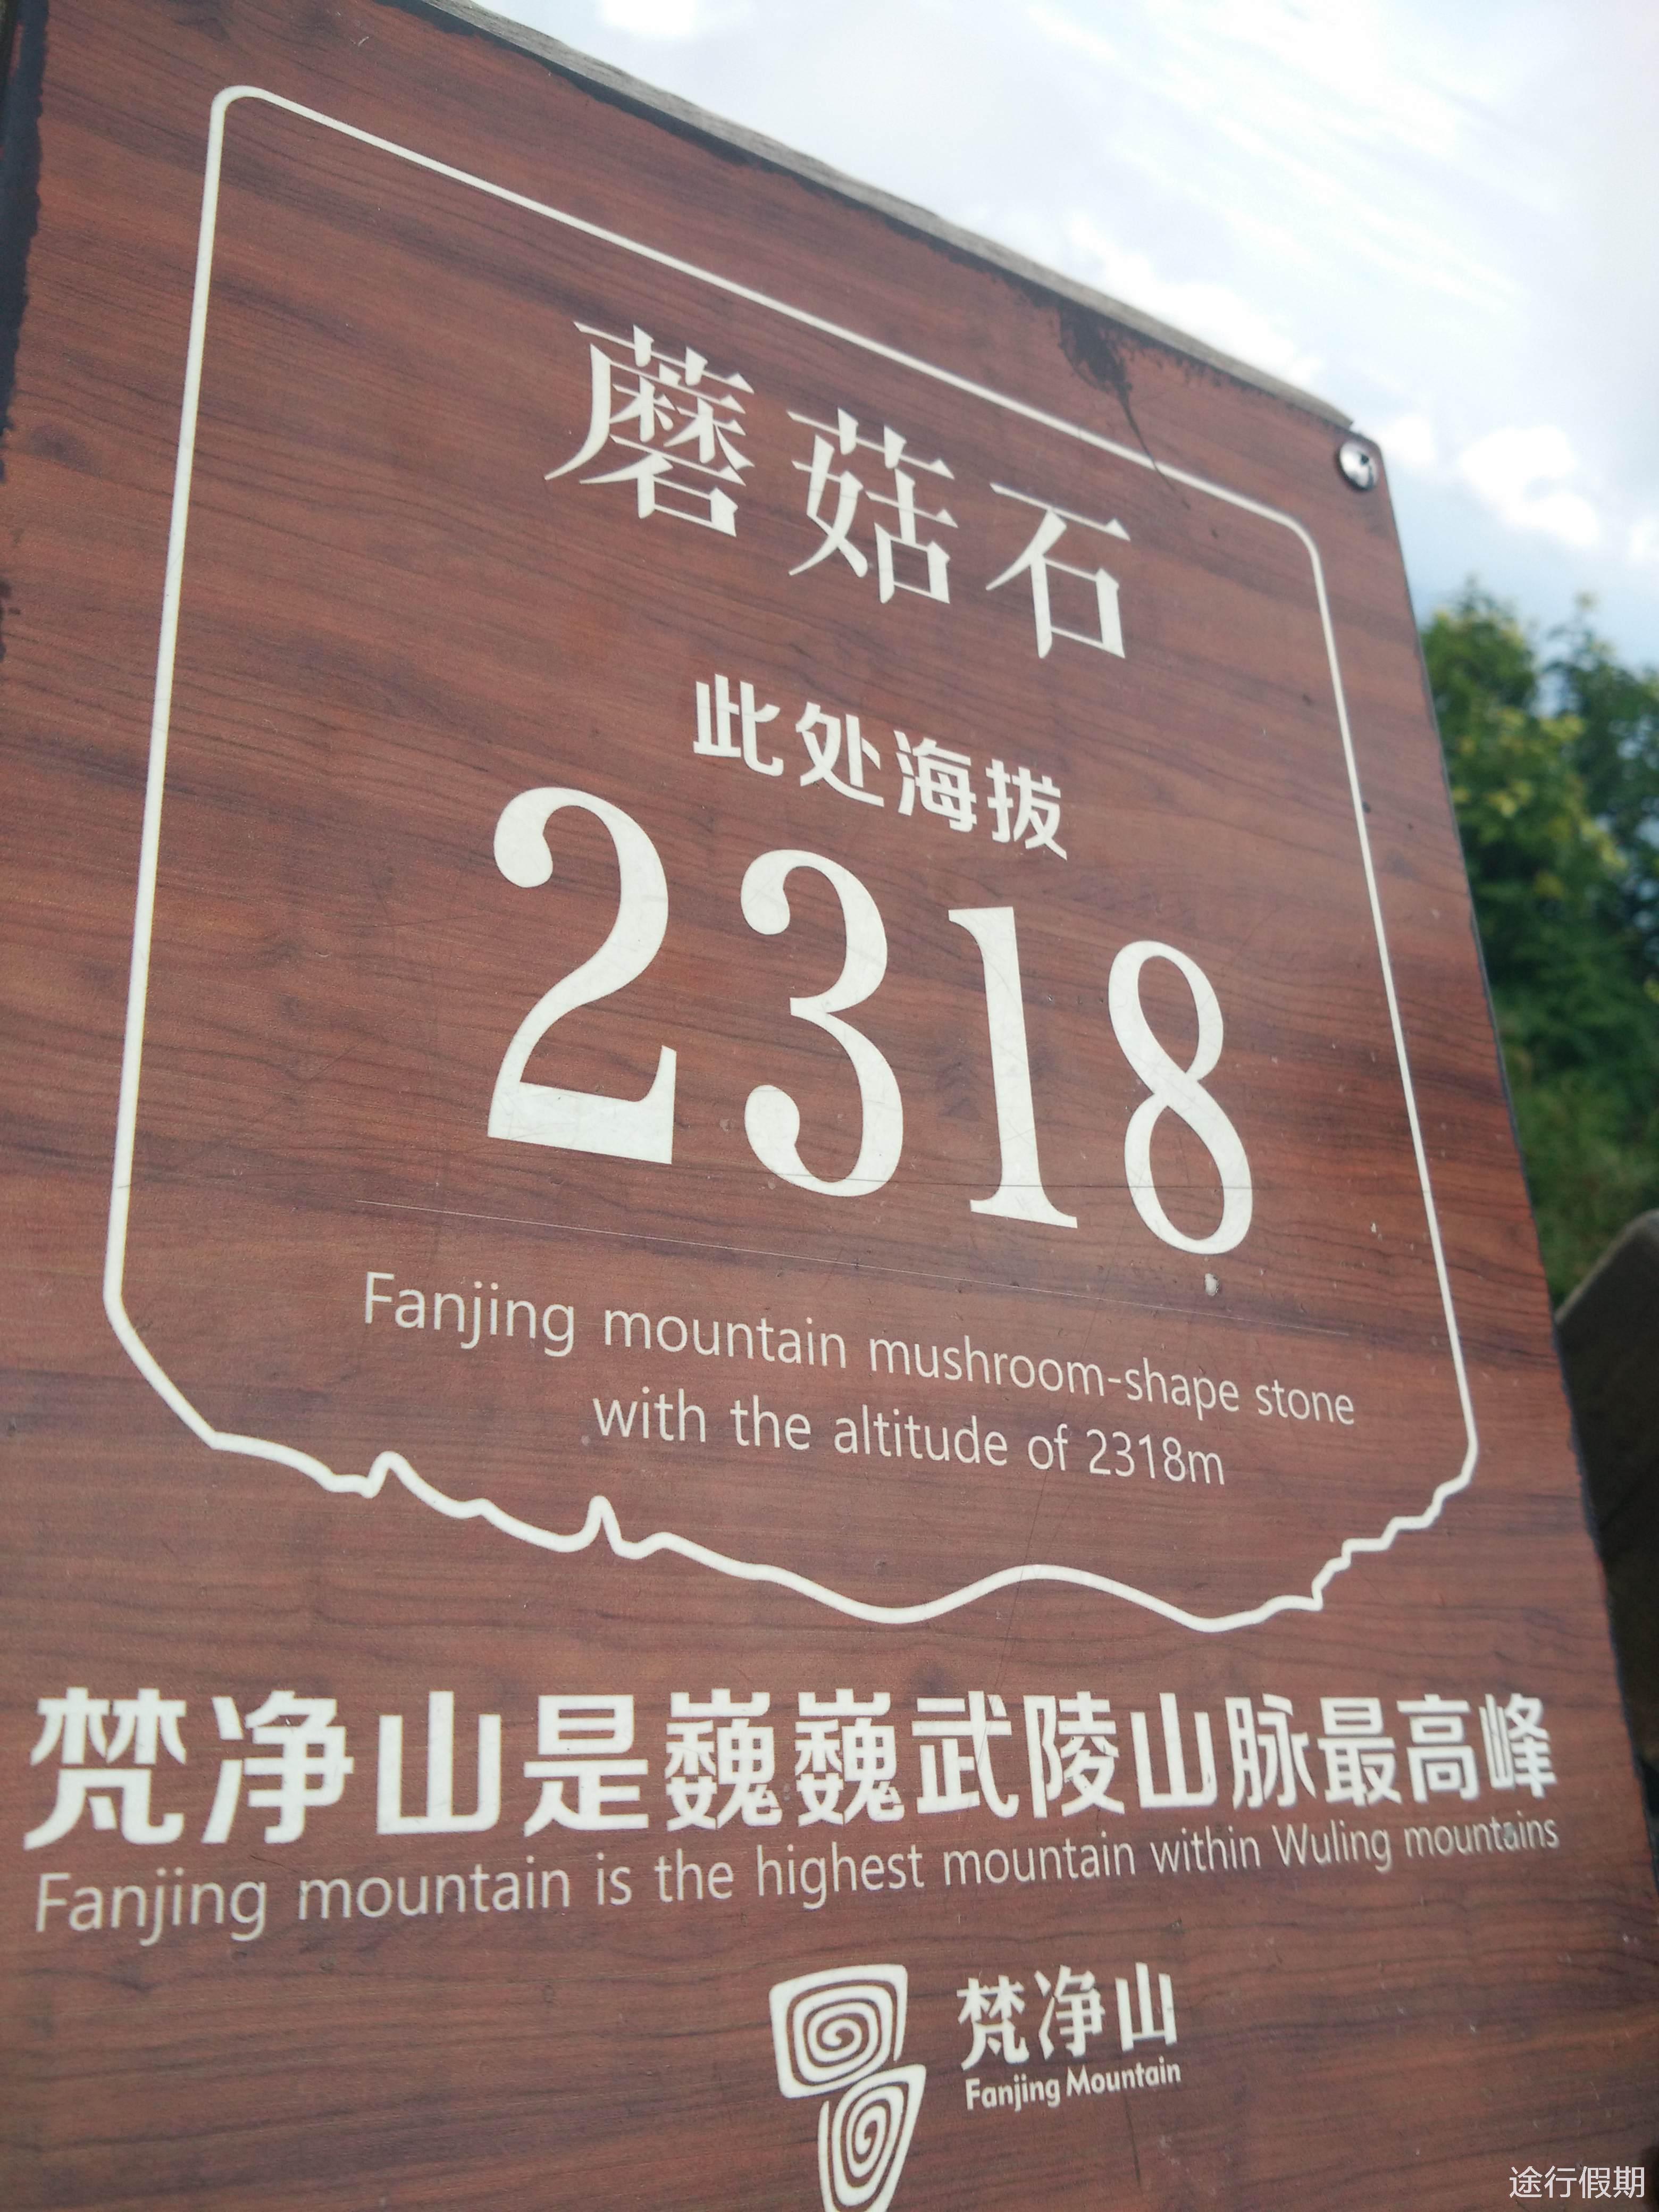 蘑菇石
此处海拔
2318
Fanjing mountain mushroom-shape stone
with the altitude of 2318m
梵净山是巍巍武陵山脉最高峰
Fanjing mountain is the highest mountain within Wuling mountains
梵净山
Fanjing Mountain
途行假期